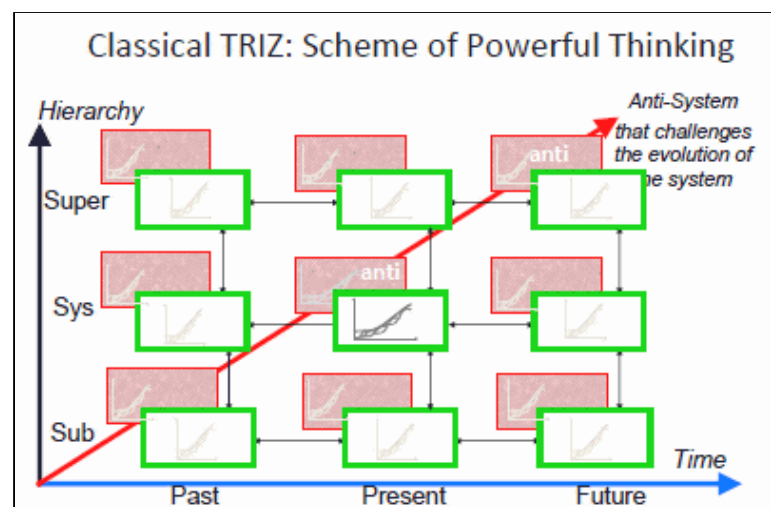 Classical TRIZ: Scheme of Powerful Thinking
Hierarchy
Anti-System
that challenges
the evolution of
system
anti
Super
anti
Sys
Sub
Time
Past
Present
Future